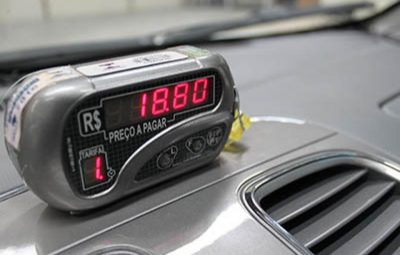 R$ 18.80
PREÇO A PAGAR
TARIFA
1.